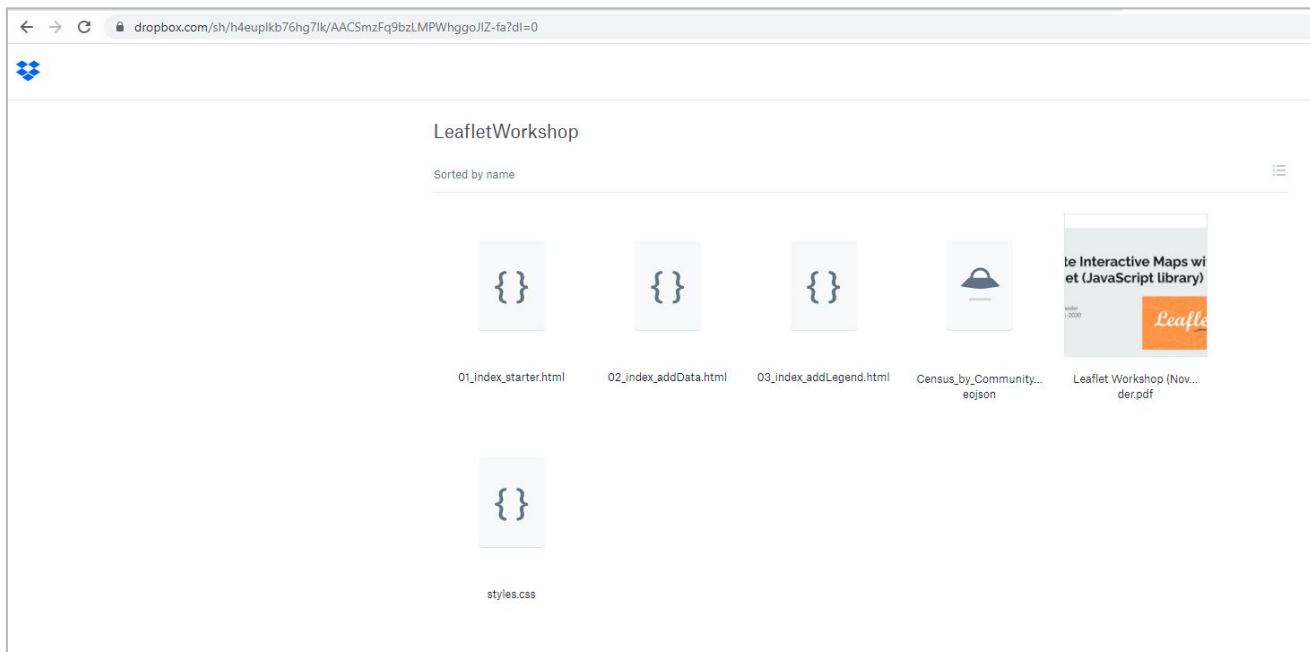 dropbox.com/sh/h4euplkb76hg7lk/AACSmzFq9bzLMPWhggoJIZ-fa?dl=0
LeafletWorkshop
Sorted by name
{ } { } { }
te Interactive Maps wi
et (JavaScript library)
, 2020
Leafle
01_index_starter.html 02_index_addData.html 03_index_addLegend.html Census_by_Community... Leaflet Workshop (Nov...
eojson der.pdf
{ }
styles.css